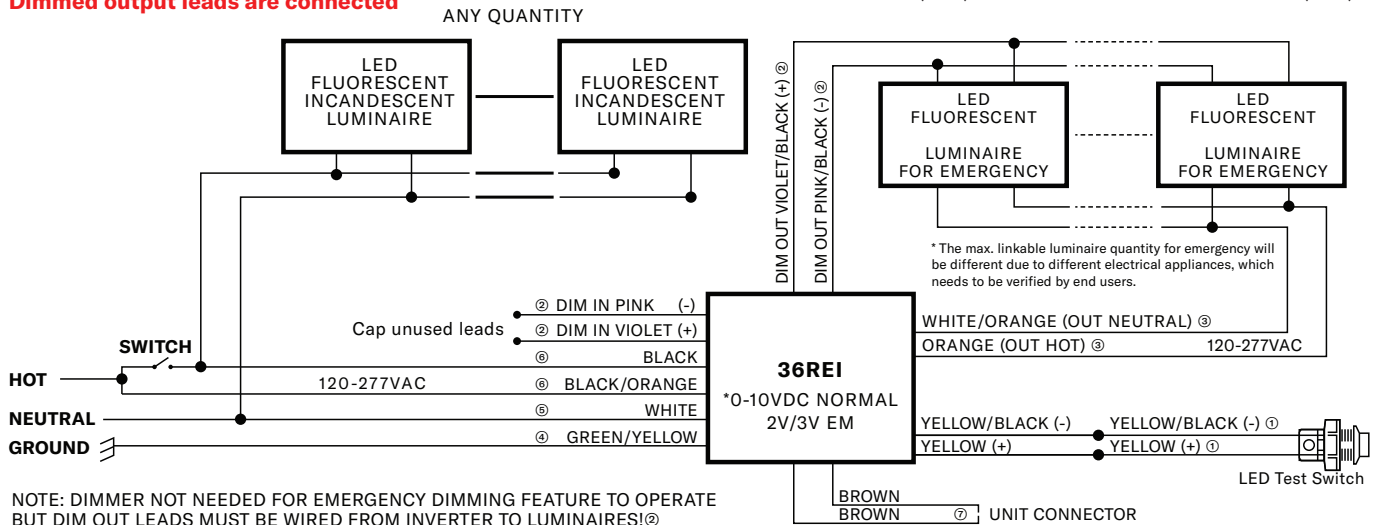 Dimmed output leads are connected
ANY QUANTITY
LED
FLUORESCENT
INCANDESCENT
LUMINAIRE
LED
FLUORESCENT
INCANDESCENT
LUMINAIRE
DIM OUT VIOLET/BLACK (+) ②
DIM OUT PINK/BLACK (-) ②
LED
FLUORESCENT
LUMINAIRE
FOR EMERGENCY
LED
FLUORESCENT
LUMINAIRE
FOR EMERGENCY
* The max. linkable luminaire quantity for emergency will
be different due to different electrical appliances, which
needs to be verified by end users.
Cap unused leads
② DIM IN PINK (-)
② DIM IN VIOLET (+)
SWITCH
⑥ BLACK
HOT
120-277VAC
⑥ BLACK/ORANGE
NEUTRAL
⑤ WHITE
GROUND
④ GREEN/YELLOW
36REI
*0-10VDC NORMAL
2V/3V EM
WHITE/ORANGE (OUT NEUTRAL) ③
ORANGE (OUT HOT) ③
120-277VAC
YELLOW/BLACK (-)
YELLOW/BLACK (-) ①
YELLOW (+)
YELLOW (+) ①
LED Test Switch
BROWN
BROWN
⑦ UNIT CONNECTOR
NOTE: DIMMER NOT NEEDED FOR EMERGENCY DIMMING FEATURE TO OPERATE
BUT DIM OUT LEADS MUST BE WIRED FROM INVERTER TO LUMINAIRES!②